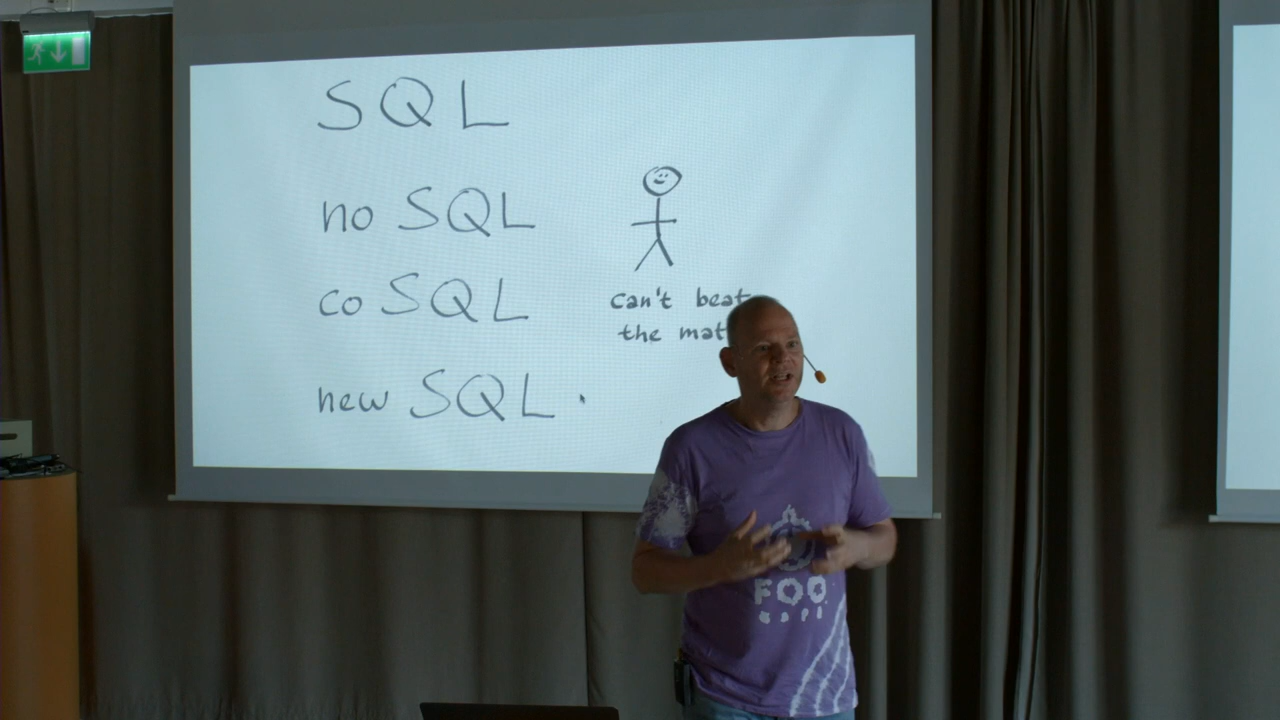 SQL
no SQL
co SQL
new SQL .
can't beat
the mat
FOO